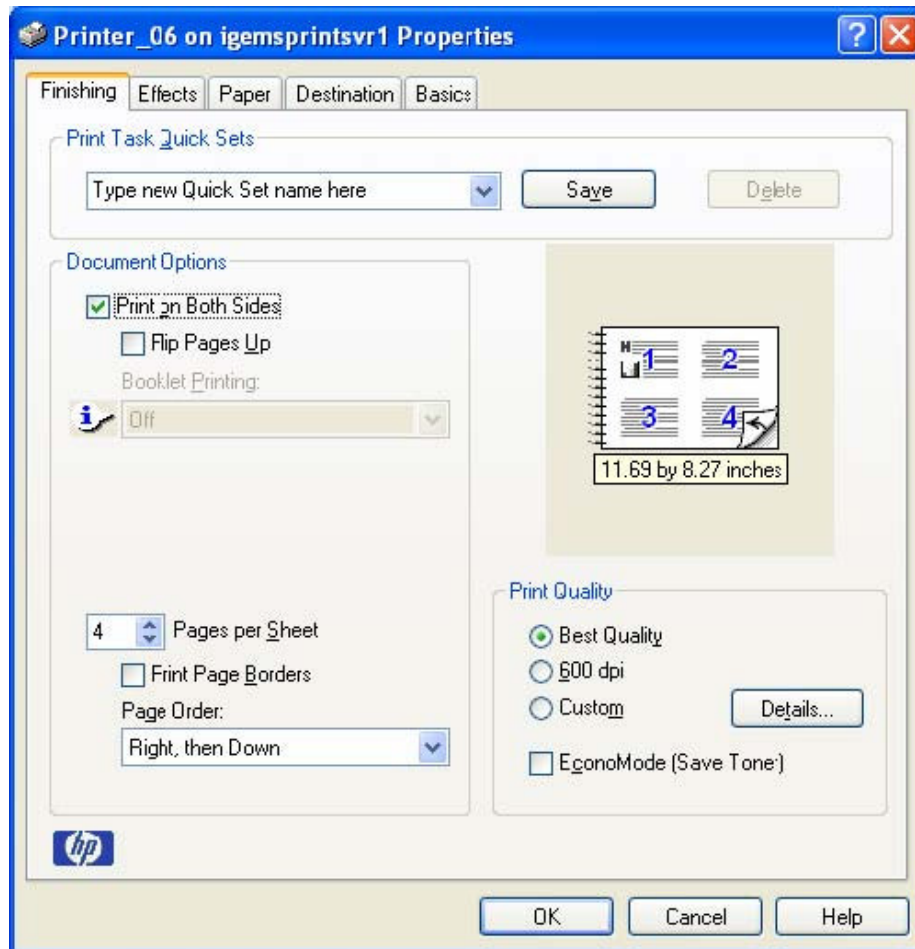 Printer_06 on igemsprintsvr1 Properties
Finishing Effects Paper Destination Basics
Print Task Quick Sets
Type new Quick Set name here Save Delete
Document Options
Print on Both Sides
Flip Pages Up
Booklet Printing:
Off
1 2
3 4
11.69 by 8.27 inches
4 Pages per Sheet
Print Page Borders
Page Order:
Right, then Down
Print Quality
Best Quality
600 dpi
Custom Details...
EconoMode (Save Toner)
hp
OK Cancel Help